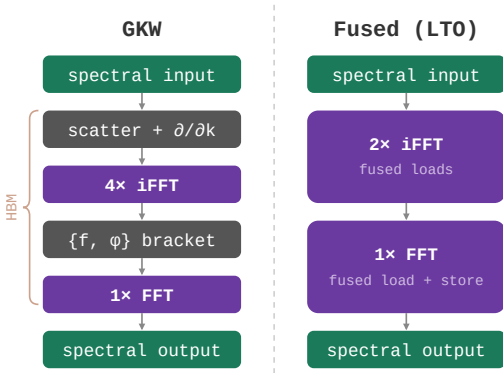 GKW
spectral input
scatter + ∂/∂k
4× iFFT
{f, φ} bracket
1× FFT
spectral output
HBM
Fused (LTO)
spectral input
2× iFFT
fused loads
1× FFT
fused load + store
spectral output